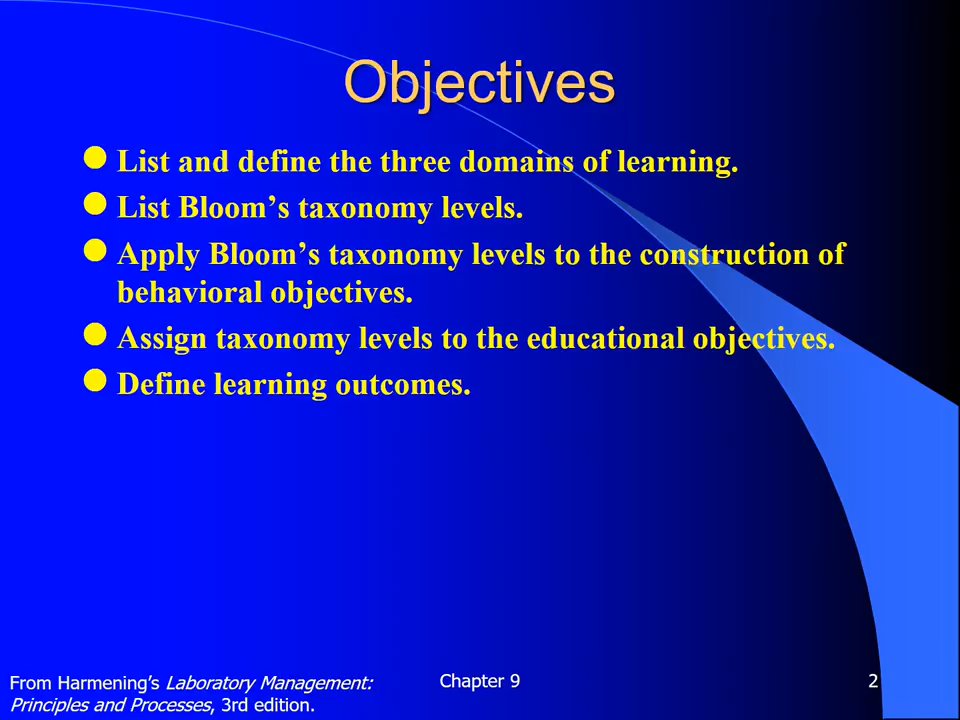 Objectives
List and define the three domains of learning.
List Bloom’s taxonomy levels.
Apply Bloom’s taxonomy levels to the construction of
behavioral objectives.
Assign taxonomy levels to the educational objectives.
Define learning outcomes.
From Harmening’s Laboratory Management:
Principles and Processes, 3rd edition.
Chapter 9
2